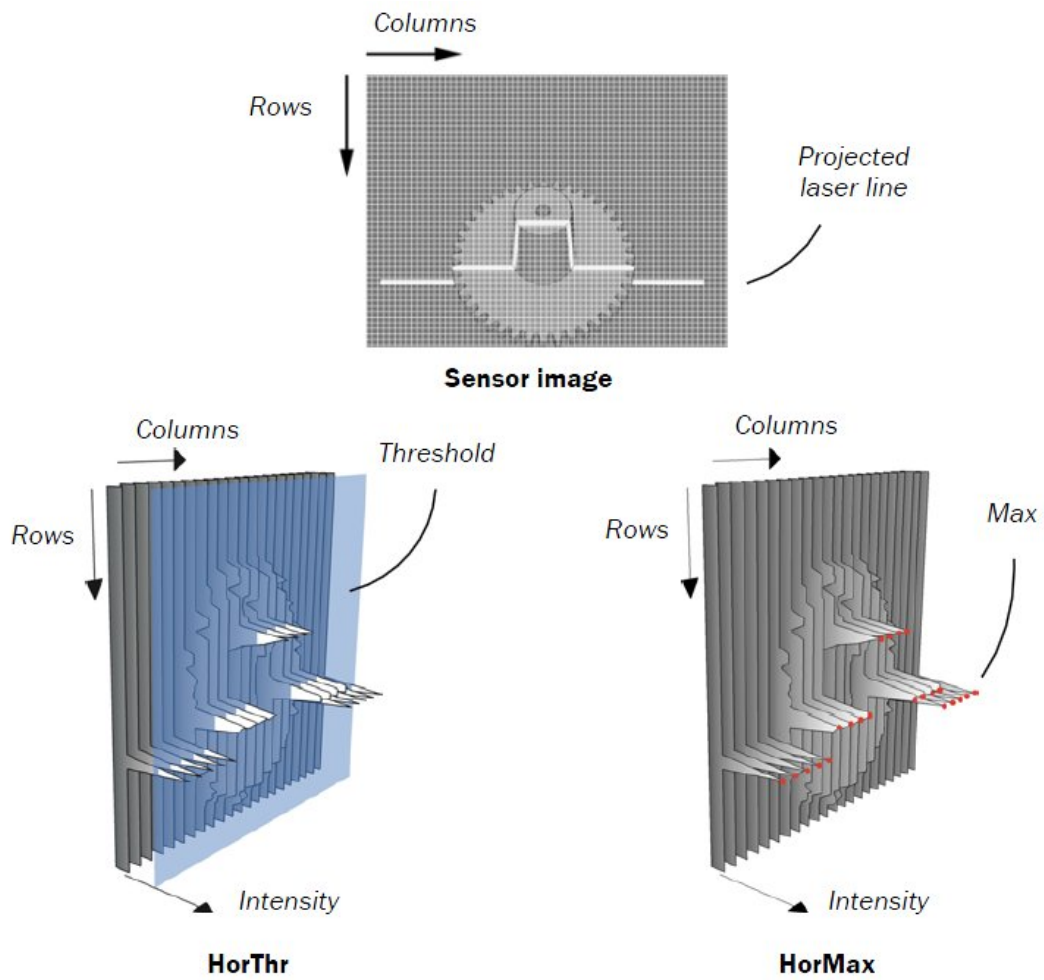 Columns
Rows
Projected
laser line
Sensor image
Columns
Threshold
Rows
Intensity
HorThr
Columns
Max
Rows
Intensity
HorMax